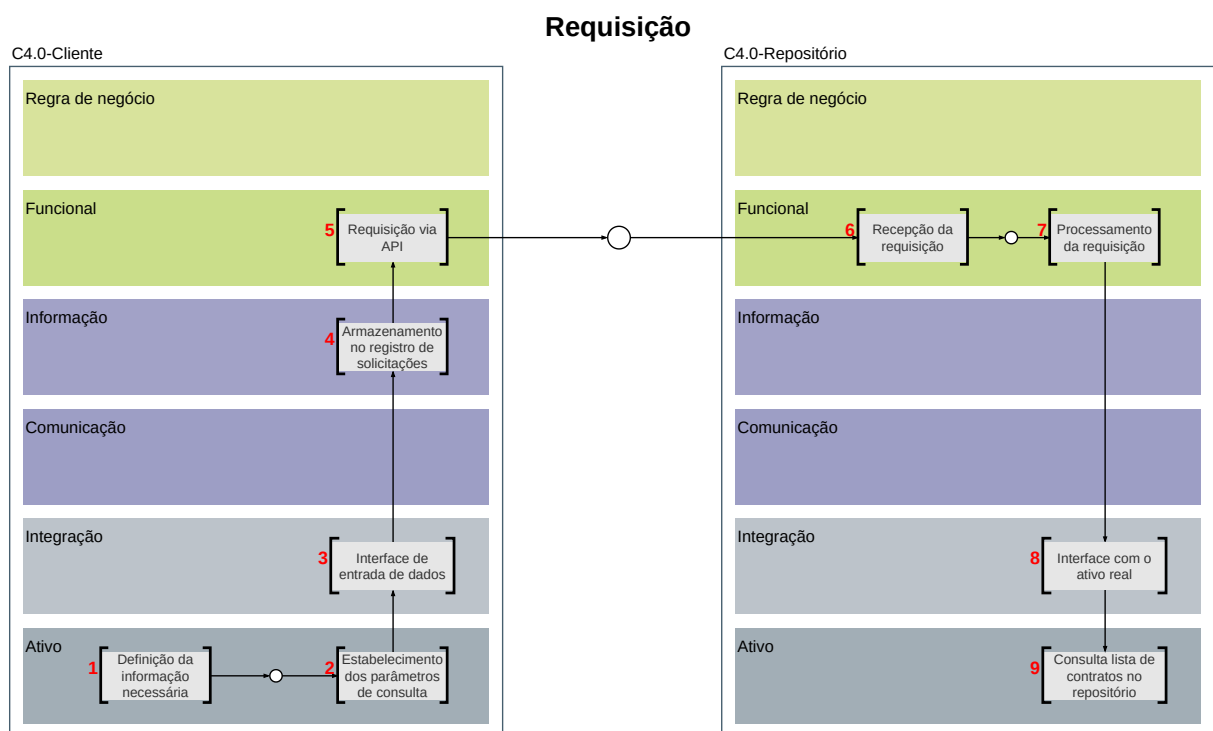 Requisição
C4.0-Cliente
Regra de negócio
Funcional
5
Requisição via
API
Informação
4
Armazenamento
no registro de
solicitações
Comunicação
Integração
3
Interface de
entrada de dados
Ativo
1
Definição da
informação
necessária
2
Estabelecimento
dos parâmetros
de consulta
C4.0-Repositório
Regra de negócio
Funcional
6
Recepção da
requisição
7
Processamento
da requisição
Informação
Comunicação
Integração
8
Interface com o
ativo real
Ativo
9
Consulta lista de
contratos no
repositório